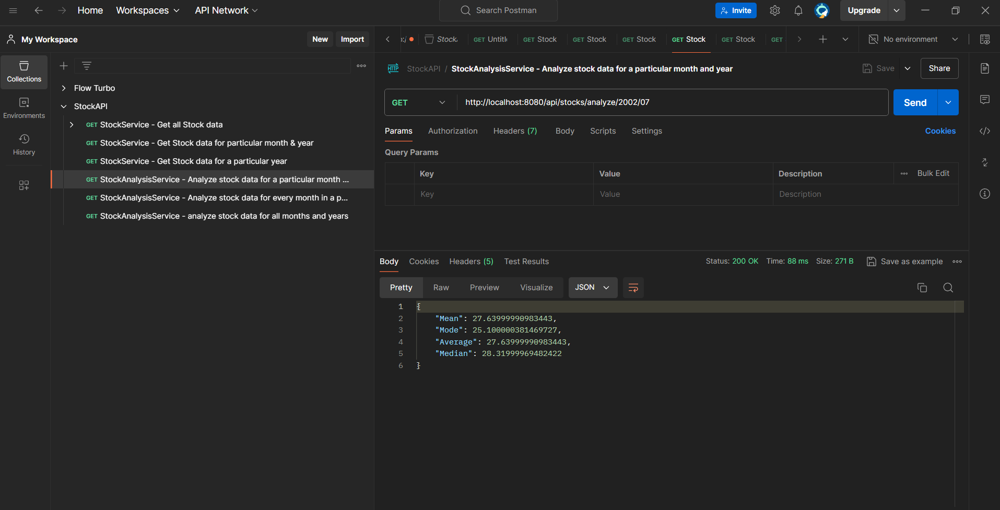 Home Workspaces API Network Search Postman Invite Upgrade
My Workspace New Import
GET Untitl GET Stock GET Stock GET Stock GET Stock GET Stock GET No environment
Collections
Environments
History
Flow Turbo
StockAPI
GET StockService - Get all Stock data
GET StockService - Get Stock data for particular month & year
GET StockService - Get Stock data for a particular year
GET StockAnalysisService - Analyze stock data for a particular month ...
GET StockAnalysisService - Analyze stock data for every month in a p...
GET StockAnalysisService - analyze stock data for all months and years
HTTP StockAPI / StockAnalysisService - Analyze stock data for a particular month and year Save Share
GET http://localhost:8080/api/stocks/analyze/2002/07 Send
Params Authorization Headers (7) Body Scripts Settings Cookies
Query Params
Key Value Description Bulk Edit
Key Value Description
Body Cookies Headers (5) Test Results Status: 200 OK Time: 88 ms Size: 271 B Save as example
Pretty Raw Preview Visualize JSON
1 {
2 "Mean": 27.63999990983443,
3 "Mode": 25.100000381469727,
4 "Average": 27.63999990983443,
5 "Median": 28.31999969482422
6 }